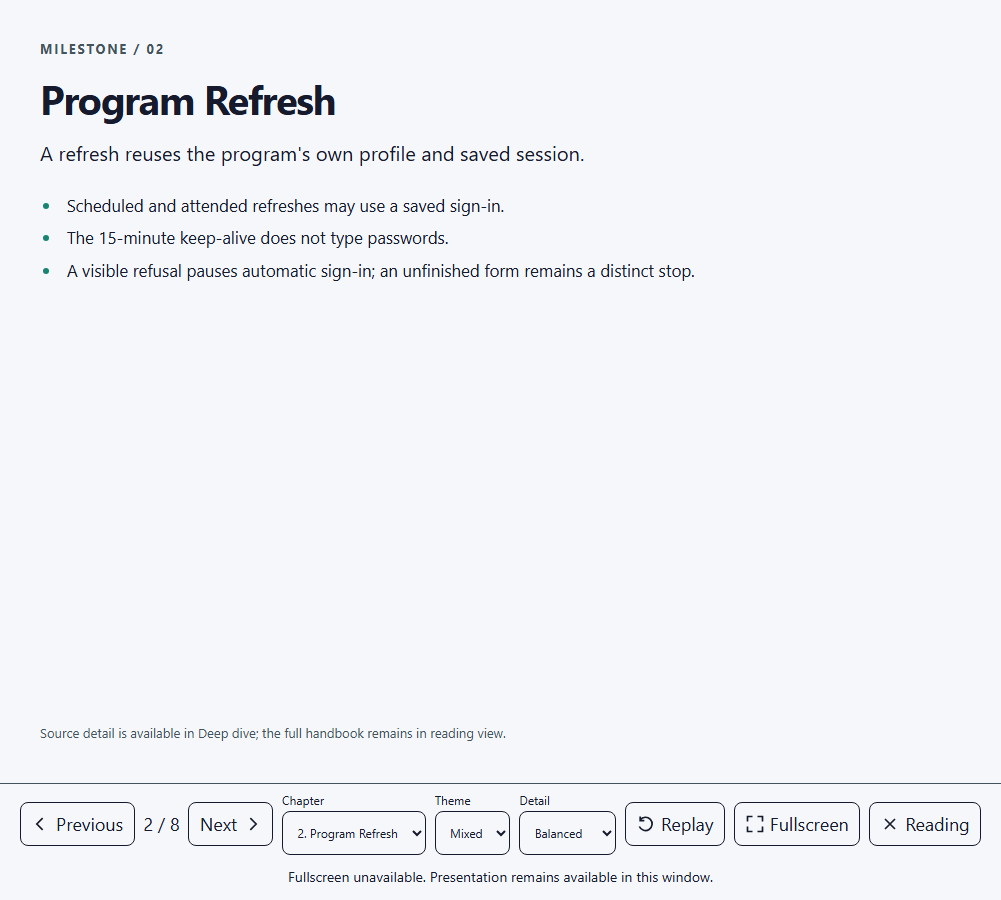 MILESTONE / 02
Program Refresh
A refresh reuses the program's own profile and saved session.
• Scheduled and attended refreshes may use a saved sign-in.
• The 15-minute keep-alive does not type passwords.
• A visible refusal pauses automatic sign-in; an unfinished form remains a distinct stop.
Source detail is available in Deep dive; the full handbook remains in reading view.
Chapter Theme Detail
Previous 2 / 8 Next 2. Program Refresh Mixed Balanced Replay Fullscreen Reading
Fullscreen unavailable. Presentation remains available in this window.